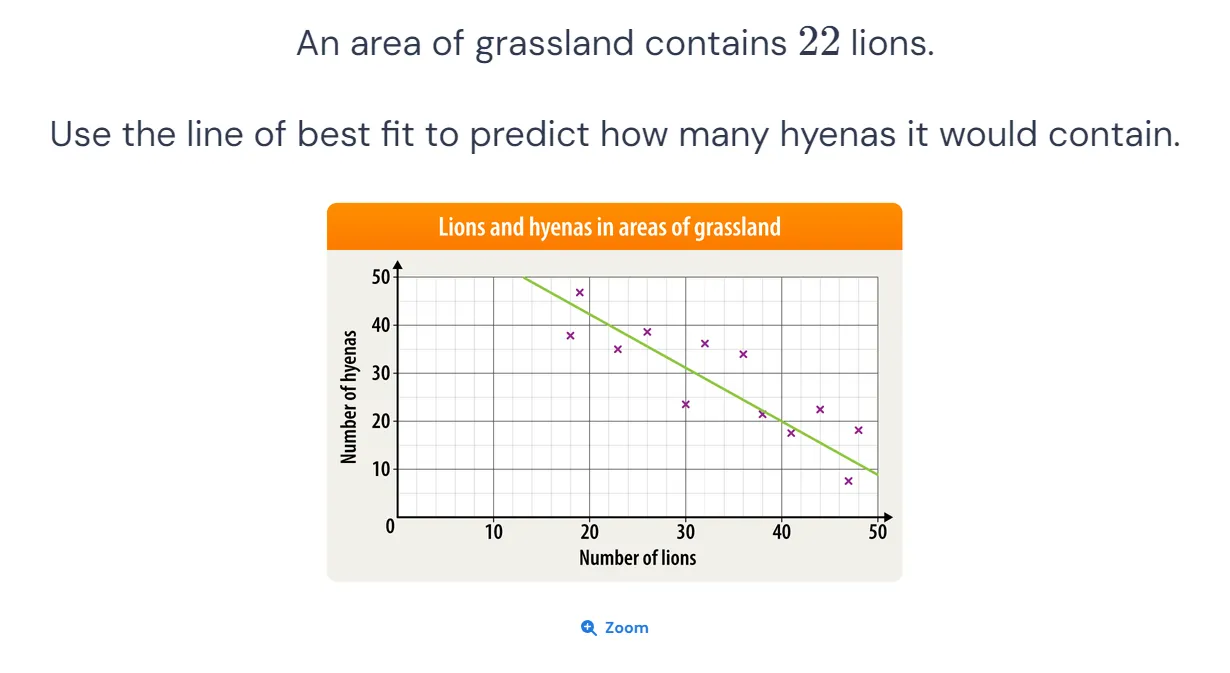 An area of grassland contains 22 lions.
Use the line of best fit to predict how many hyenas it would contain.
Lions and hyenas in areas of grassland
50
40
30
20
10
0
Number of hyenas
10 20 30 40 50
Number of lions
Zoom